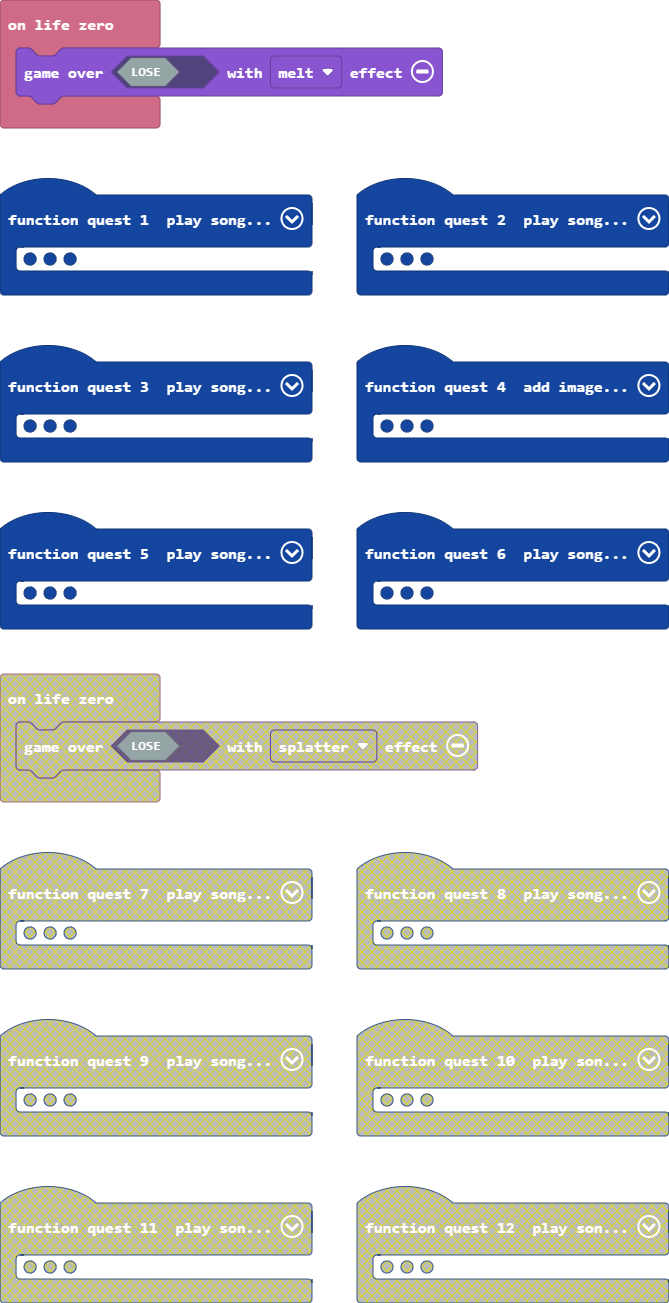 on life zero
game over LOSE with melt effect
function quest 1 play song...
function quest 2 play song...
function quest 3 play song...
function quest 4 add image...
function quest 5 play song...
function quest 6 play song...
on life zero
game over LOSE with splatter effect
function quest 7 play song...
function quest 8 play song...
function quest 9 play song...
function quest 10 play son...
function quest 11 play son...
function quest 12 play son...